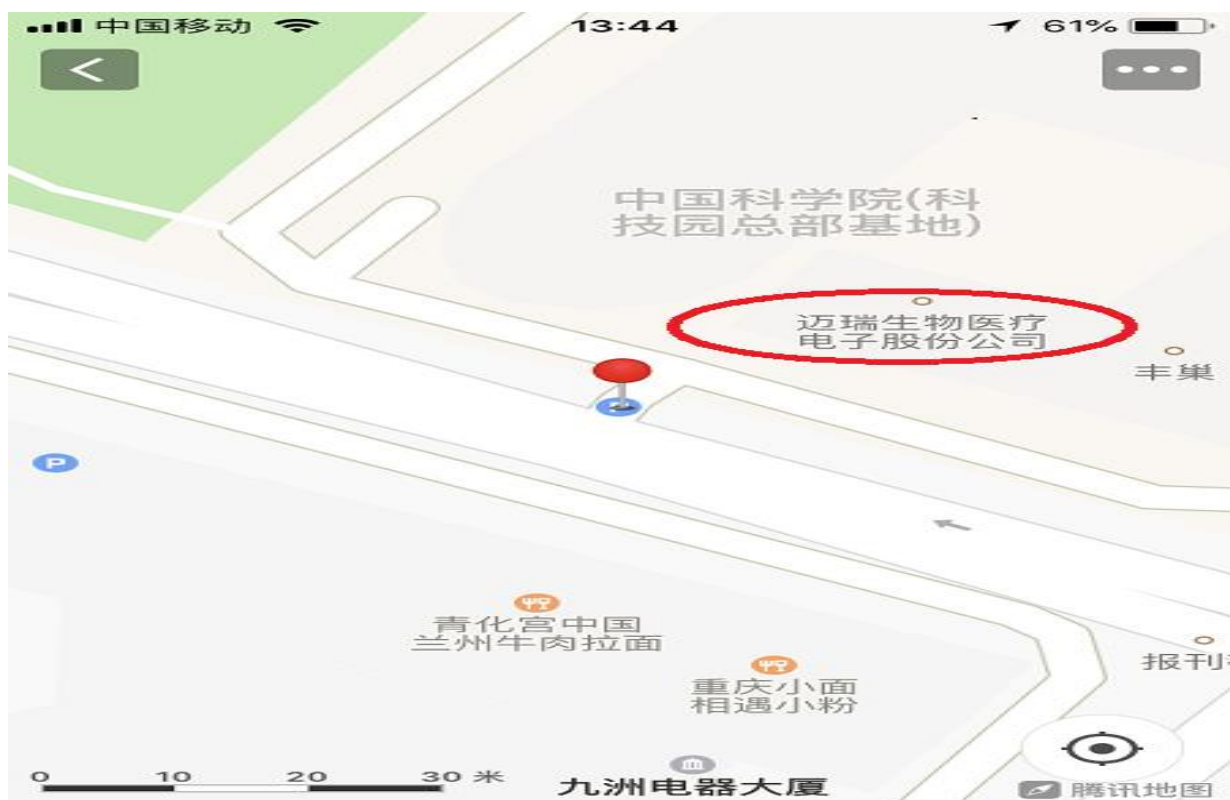 中国移动 13:44 61%
中国科学院(科
技园总部基地)
迈瑞生物医疗
电子股份公司
丰巢
P
青化宫中国
兰州牛肉拉面
报刊
重庆小面
相遇小粉
0 10 20 30 米
九洲电器大厦
腾讯地图